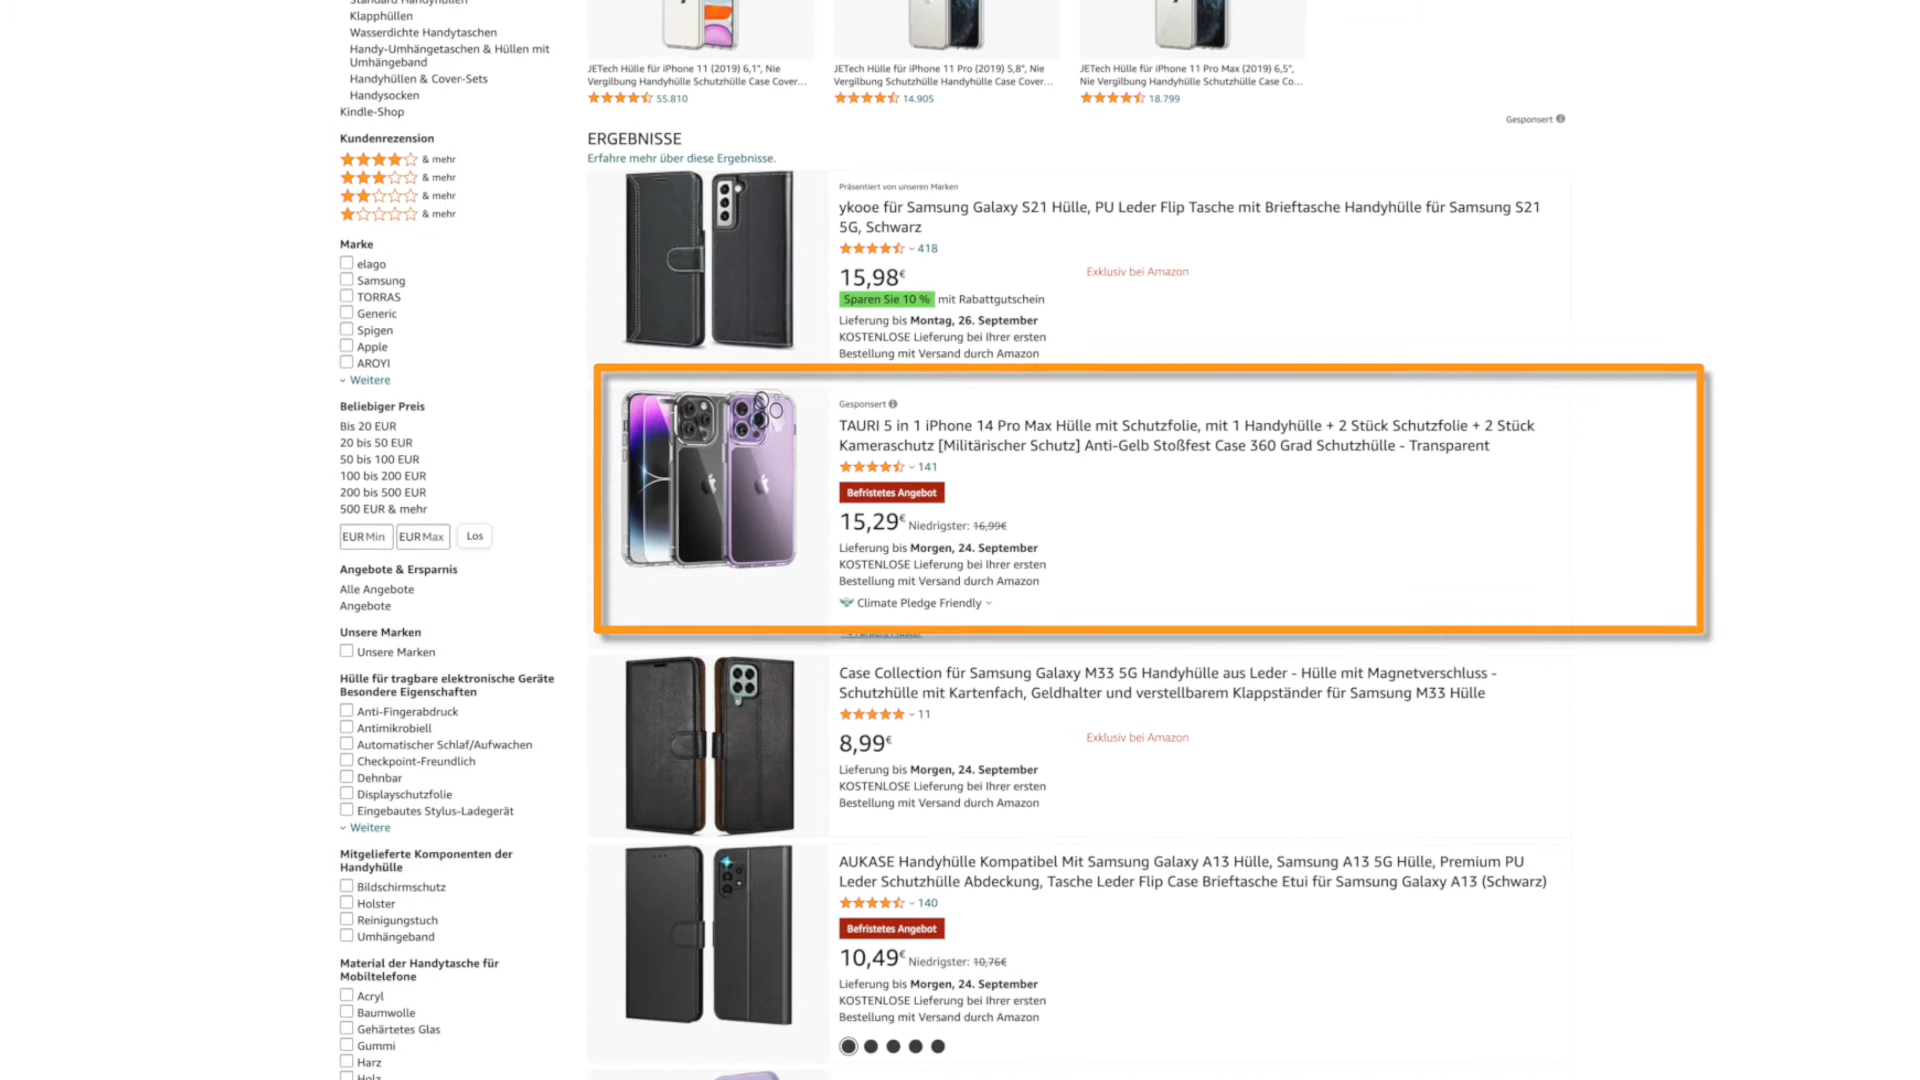 Standard Handyhüllen
Klapphüllen
Wasserdichte Handytaschen
Handy-Umhängetaschen & Hüllen mit
Umhängeband
Handyhüllen & Cover-Sets
Handysocken
Kindle-Shop
Kundenrezension
& mehr
& mehr
& mehr
& mehr
Marke
elago
Samsung
TORRAS
Generic
Spigen
Apple
AROYI
Weitere
Beliebiger Preis
Bis 20 EUR
20 bis 50 EUR
50 bis 100 EUR
100 bis 200 EUR
200 bis 500 EUR
500 EUR & mehr
EUR Min EUR Max Los
Angebote & Ersparnis
Alle Angebote
Angebote
Unsere Marken
Unsere Marken
Hülle für tragbare elektronische Geräte
Besondere Eigenschaften
Anti-Fingerabdruck
Antimikrobiell
Automatischer Schlaf/Aufwachen
Checkpoint-Freundlich
Dehnbar
Displayschutzfolie
Eingebautes Stylus-Ladegerät
Weitere
Mitgelieferte Komponenten der
Handyhülle
Bildschirmschutz
Holster
Reinigungstuch
Umhängeband
Material der Handytasche für
Mobiltelefone
Acryl
Baumwolle
Gehärtetes Glas
Gummi
Harz
Holz
JETech Hülle für iPhone 11 (2019) 6,1", Nie
Vergilbung Handyhülle Schutzhülle Case Cover...
55.810
JETech Hülle für iPhone 11 Pro (2019) 5,8", Nie
Vergilbung Handyhülle Schutzhülle Case Cover...
14.905
JETech Hülle für iPhone 11 Pro Max (2019) 6,5",
Nie Vergilbung Handyhülle Schutzhülle Case Co...
18.799
Gesponsert
ERGEBNISSE
Erfahre mehr über diese Ergebnisse.
Präsentiert von unseren Marken
ykooe für Samsung Galaxy S21 Hülle, PU Leder Flip Tasche mit Brieftasche Handyhülle für Samsung S21
5G, Schwarz
418
15,98€
Exklusiv bei Amazon
Sparen Sie 10 % mit Rabattgutschein
Lieferung bis Montag, 26. September
KOSTENLOSE Lieferung bei Ihrer ersten
Bestellung mit Versand durch Amazon
Gesponsert
TAURI 5 in 1 iPhone 14 Pro Max Hülle mit Schutzfolie, mit 1 Handyhülle + 2 Stück Schutzfolie + 2 Stück
Kameraschutz [Militärischer Schutz] Anti-Gelb Stoßfest Case 360 Grad Schutzhülle - Transparent
141
Befristetes Angebot
15,29€ Niedrigster: 16,99€
Lieferung bis Morgen, 24. September
KOSTENLOSE Lieferung bei Ihrer ersten
Bestellung mit Versand durch Amazon
Climate Pledge Friendly
Case Collection für Samsung Galaxy M33 5G Handyhülle aus Leder - Hülle mit Magnetverschluss -
Schutzhülle mit Kartenfach, Geldhalter und verstellbarem Klappständer für Samsung M33 Hülle
11
8,99€
Exklusiv bei Amazon
Lieferung bis Morgen, 24. September
KOSTENLOSE Lieferung bei Ihrer ersten
Bestellung mit Versand durch Amazon
AUKASE Handyhülle Kompatibel Mit Samsung Galaxy A13 Hülle, Samsung A13 5G Hülle, Premium PU
Leder Schutzhülle Abdeckung, Tasche Leder Flip Case Brieftasche Etui für Samsung Galaxy A13 (Schwarz)
140
Befristetes Angebot
10,49€ Niedrigster: 10,76€
Lieferung bis Morgen, 24. September
KOSTENLOSE Lieferung bei Ihrer ersten
Bestellung mit Versand durch Amazon